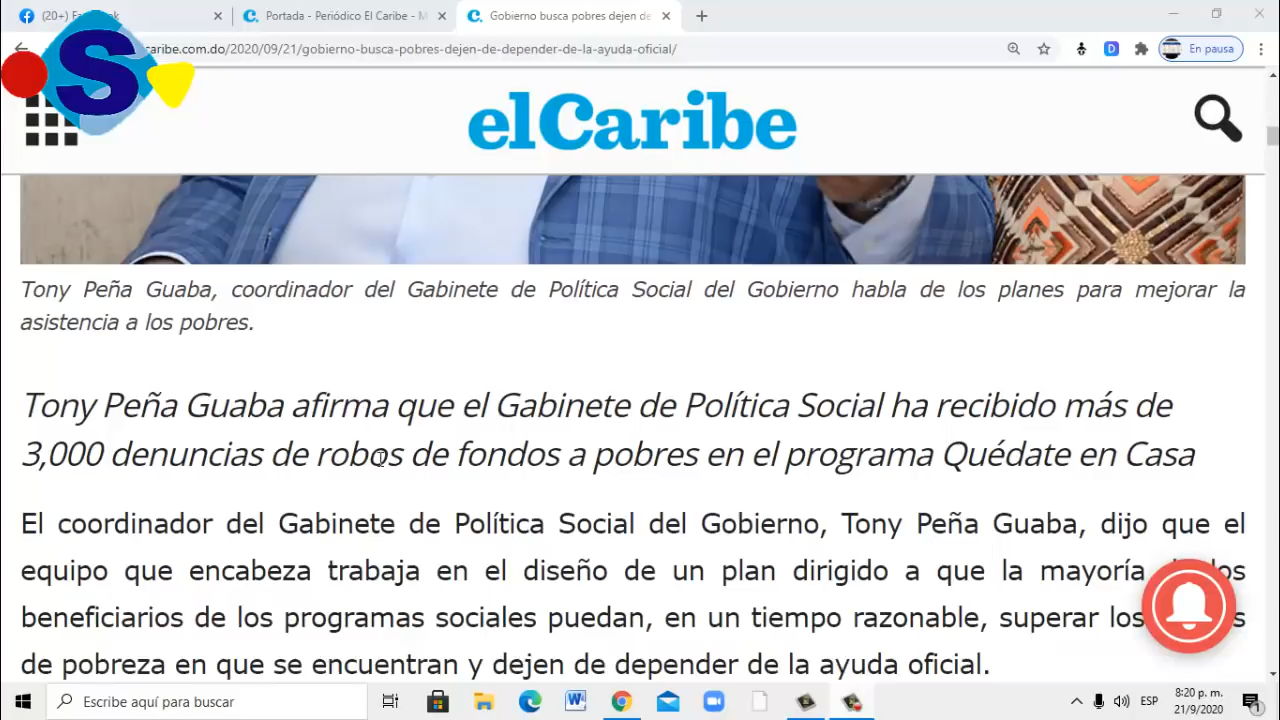 (20+) Fa ok
Portada - Periódico El Caribe - M
Gobierno busca pobres dejen de
caribe.com.do/2020/09/21/gobierno-busca-pobres-dejen-de-depender-de-la-ayuda-oficial/
D
En pausa
S
elCaribe
Tony Peña Guaba, coordinador del Gabinete de Política Social del Gobierno habla de los planes para mejorar la
asistencia a los pobres.
Tony Peña Guaba afirma que el Gabinete de Política Social ha recibido más de
3,000 denuncias de robos de fondos a pobres en el programa Quédate en Casa
El coordinador del Gabinete de Política Social del Gobierno, Tony Peña Guaba, dijo que el
equipo que encabeza trabaja en el diseño de un plan dirigido a que la mayoría los
beneficiarios de los programas sociales puedan, en un tiempo razonable, superar los s
de pobreza en que se encuentran y dejen de depender de la ayuda oficial.
Escribe aquí para buscar
ESP
8:20 p. m.
21/9/2020
1